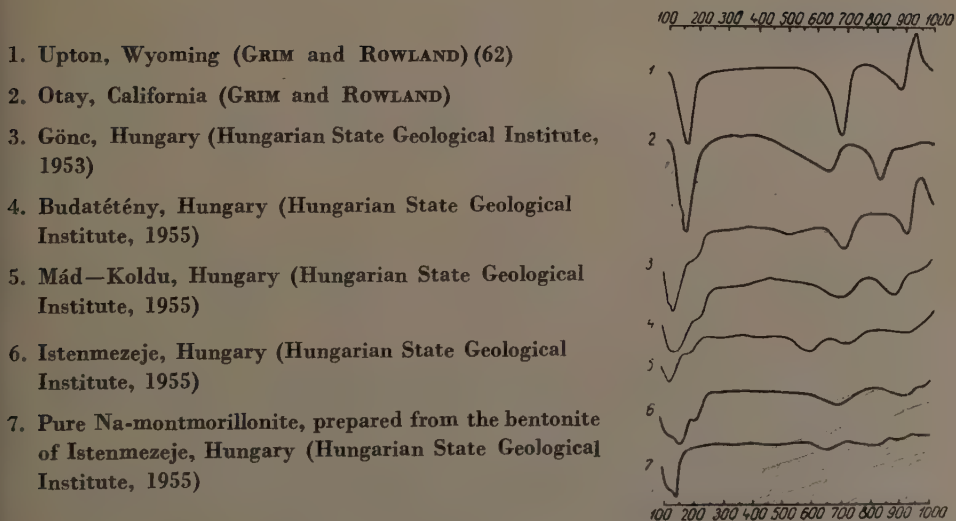 100 200 300 400 500 600 700 800 900 1000
1. Upton, Wyoming (GRIM and ROWLAND) (62)
2. Otay, California (GRIM and ROWLAND)
3. Gönc, Hungary (Hungarian State Geological Institute,
1953)
4. Budatétény, Hungary (Hungarian State Geological
Institute, 1955)
5. Mád—Koldu, Hungary (Hungarian State Geological
Institute, 1955)
6. Istenmezeje, Hungary (Hungarian State Geological
Institute, 1955)
7. Pure Na-montmorillonite, prepared from the bentonite
of Istenmezeje, Hungary (Hungarian State Geological
Institute, 1955)
1
2
3
4
5
6
7
100 200 300 400 500 600 700 800 900 1000